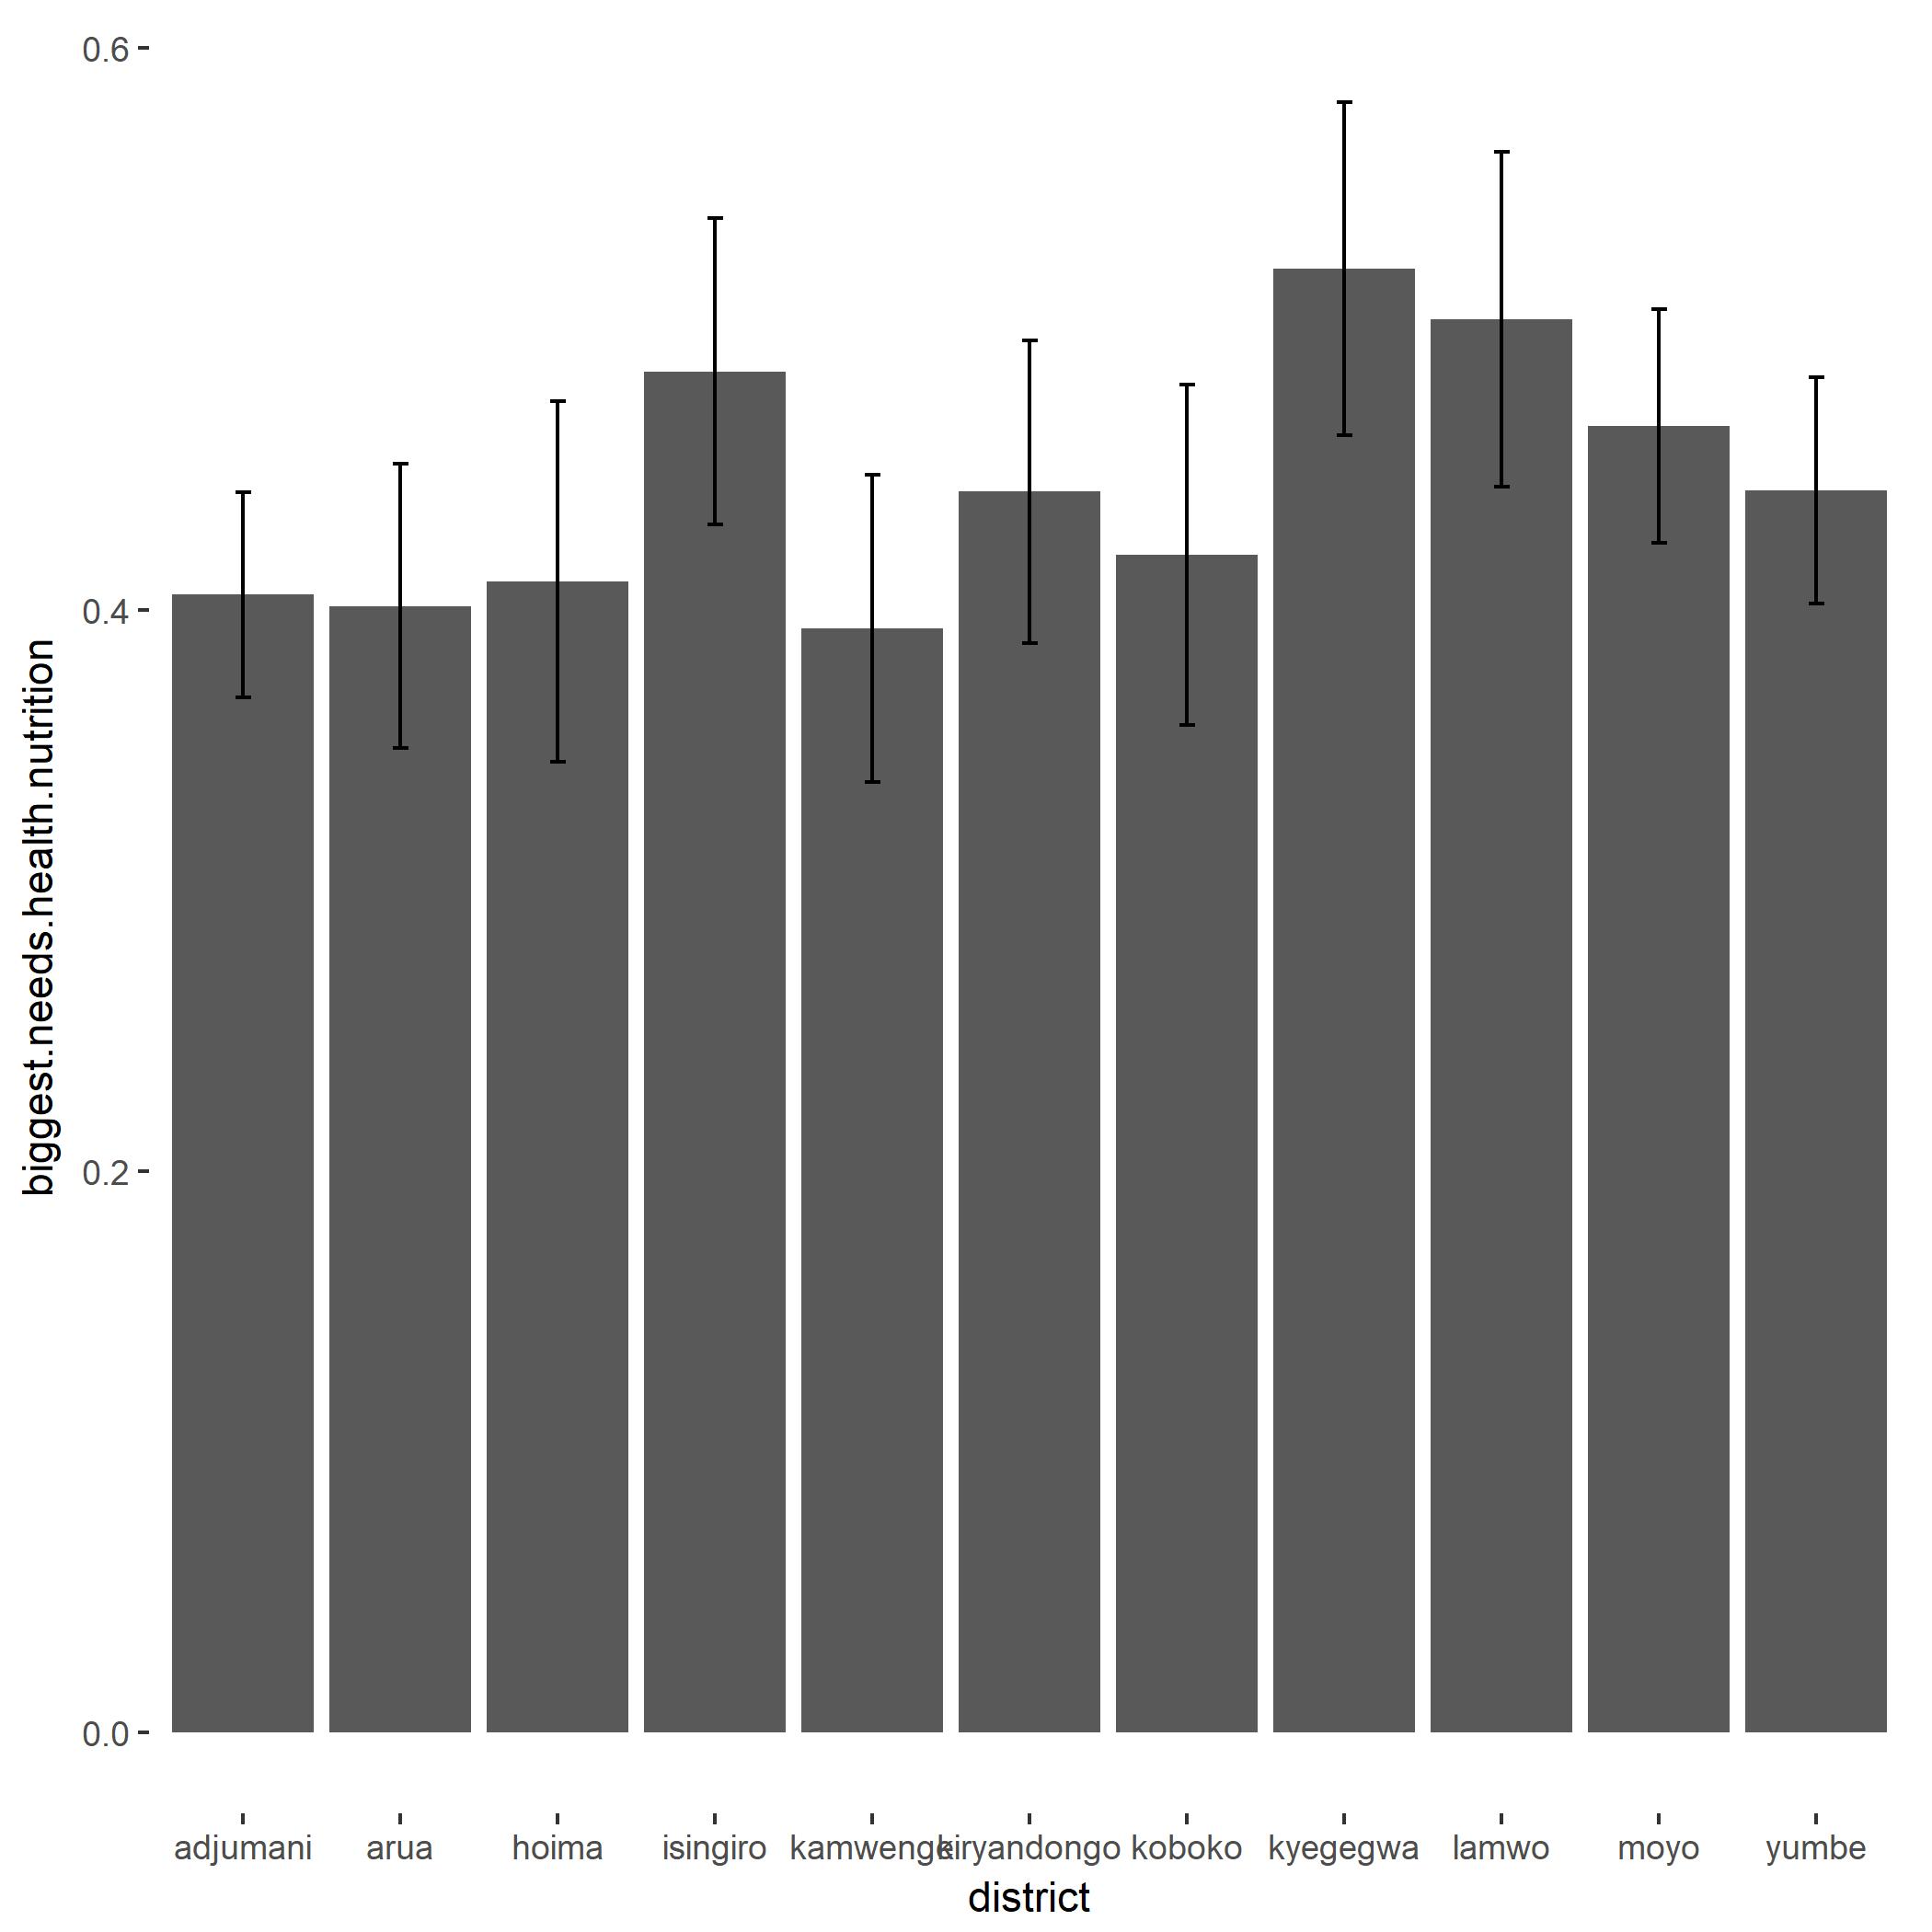 biggest.needs.health.nutrition
0.6
0.4
0.2
0.0
adjumani arua hoima isingiro kamwenge kiryandongo koboko kyegegwa lamwo moyo yumbe
district